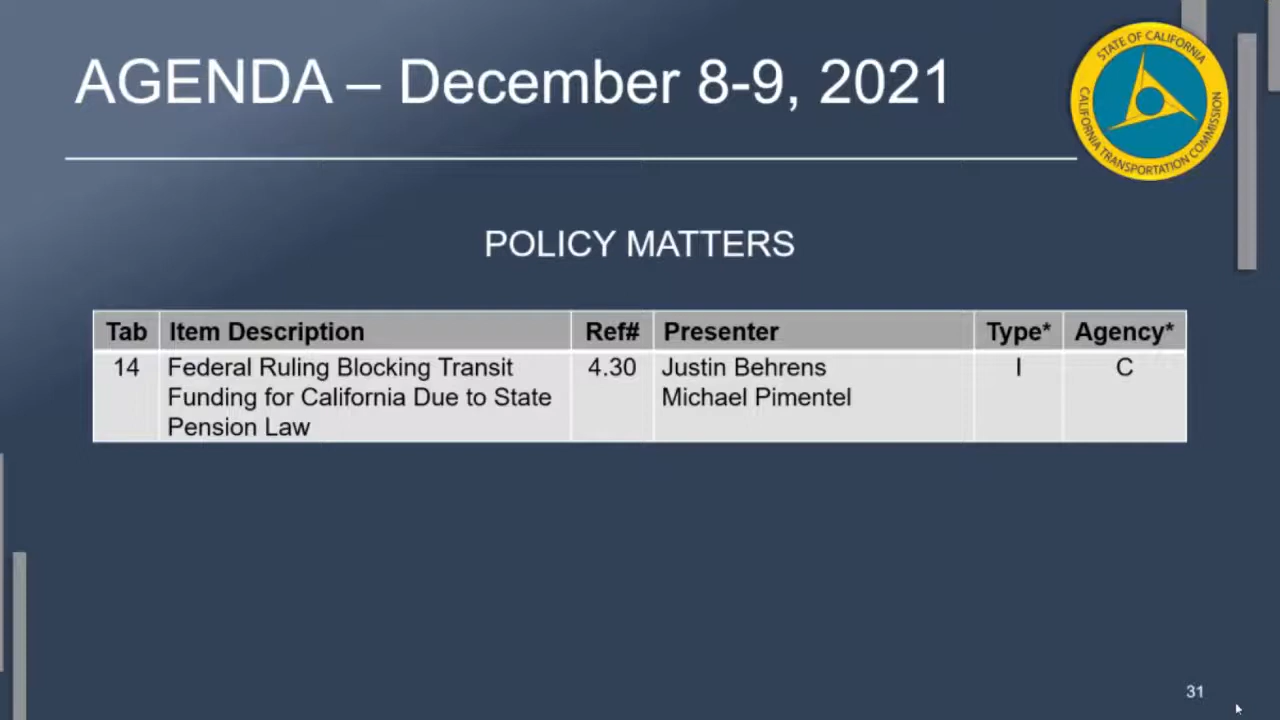 AGENDA – December 8-9, 2021
STATE OF CALIFORNIA
CALIFORNIA TRANSPORTATION COMMISSION
POLICY MATTERS
Tab Item Description Ref# Presenter Type* Agency*
14 Federal Ruling Blocking Transit 4.30 Justin Behrens I C
Funding for California Due to State Michael Pimentel
Pension Law
31